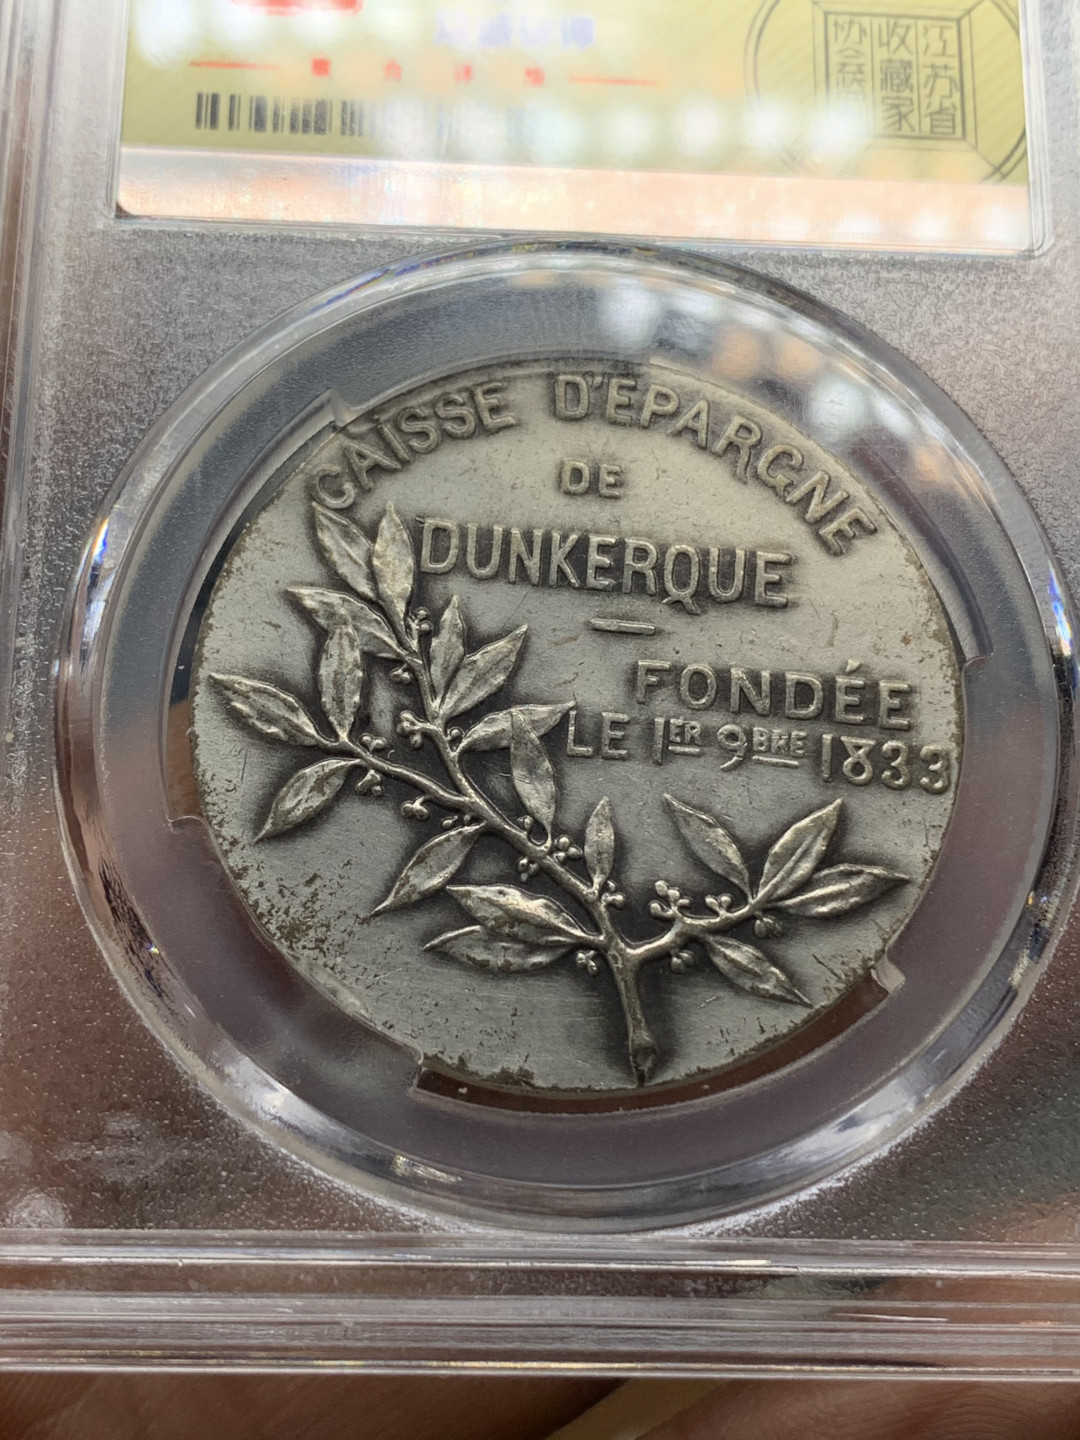 江苏省
收藏家
协会
CAISSE D'EPARGNE
DE
DUNKERQUE
FONDÉE
LE 1ER 9BRE 1833